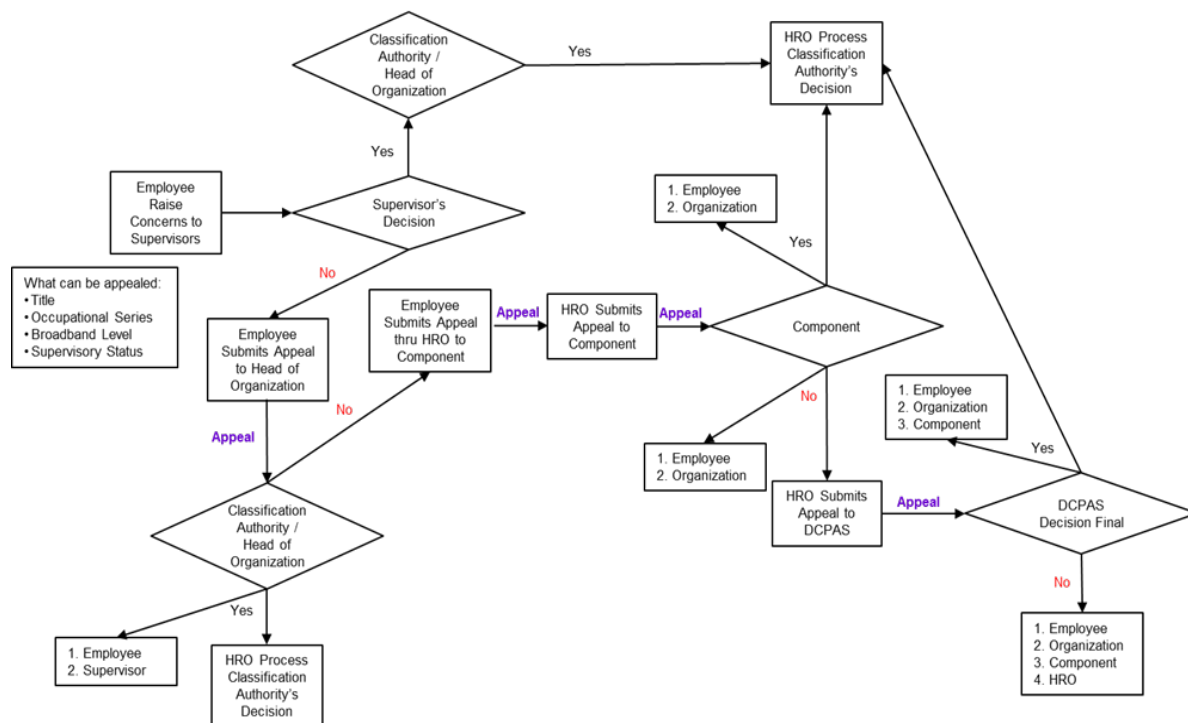 Classification
Authority /
Head of
Organization
Yes
HRO Process
Classification
Authority's
Decision
Yes
Employee
Raise
Concerns to
Supervisors
Supervisor's
Decision
1. Employee
2. Organization
Yes
No
What can be appealed:
• Title
• Occupational Series
• Broadband Level
• Supervisory Status
Employee
Submits Appeal
to Head of
Organization
Employee
Submits Appeal
thru HRO to
Component
Appeal
HRO Submits
Appeal to
Component
Appeal
Component
No
Appeal
No
1. Employee
2. Organization
1. Employee
2. Organization
3. Component
Yes
Classification
Authority /
Head of
Organization
HRO Submits
Appeal to
DCPAS
Appeal
DCPAS
Decision Final
Yes
No
1. Employee
2. Supervisor
HRO Process
Classification
Authority's
Decision
1. Employee
2. Organization
3. Component
4. HRO